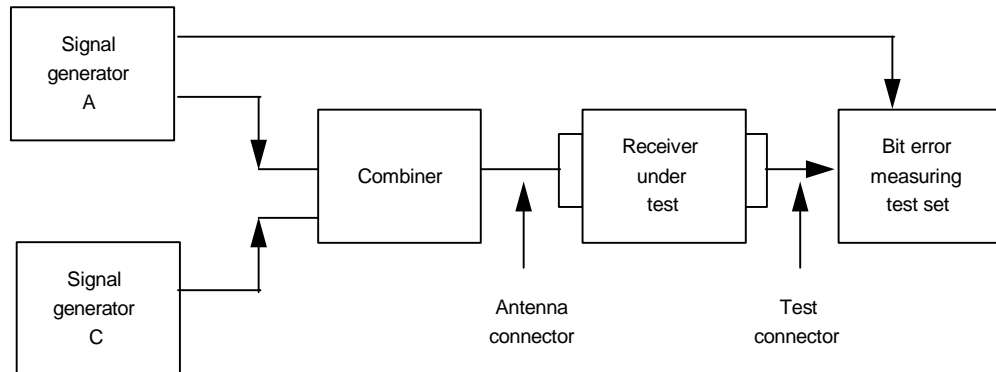 Signal
generator
A
Combiner
Receiver
under
test
Bit error
measuring
test set
Signal
generator
C
Antenna
connector
Test
connector